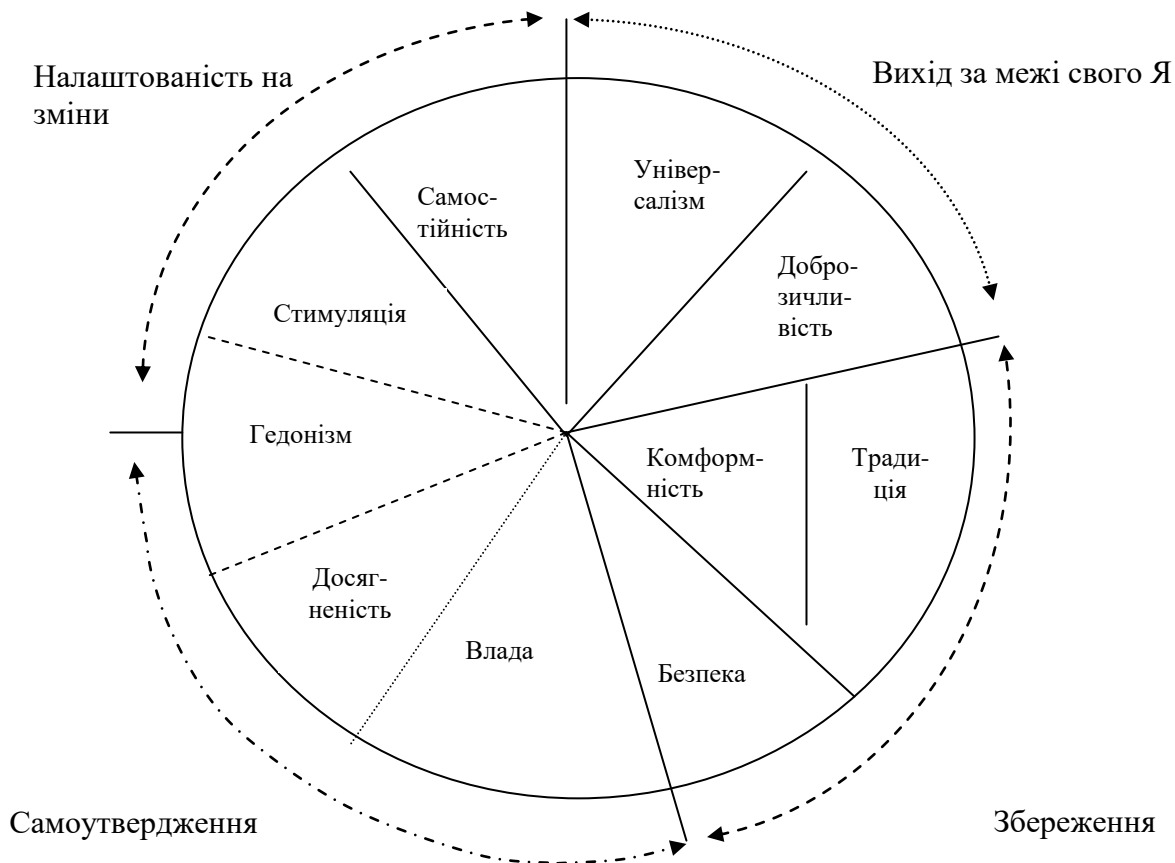 Налаштованість на
зміни
Вихід за межі свого Я
Універ-
салізм
Самос-
тійність
Добро-
зичли-
вість
Стимуляція
Гедонізм
Комформ-
ність
Тради-
ція
Досяг-
неність
Влада
Безпека
Самоутвердження
Збереження